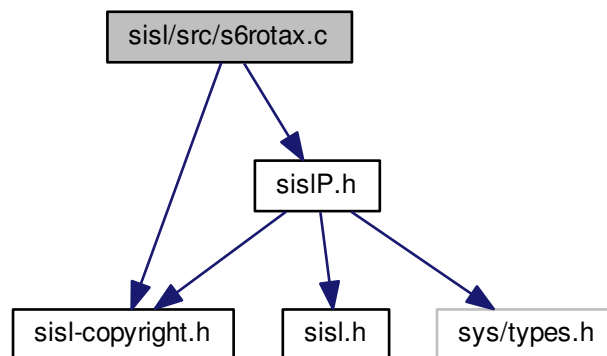 sisl/src/s6rotax.c
sislP.h
sisl-copyright.h
sisl.h
sys/types.h